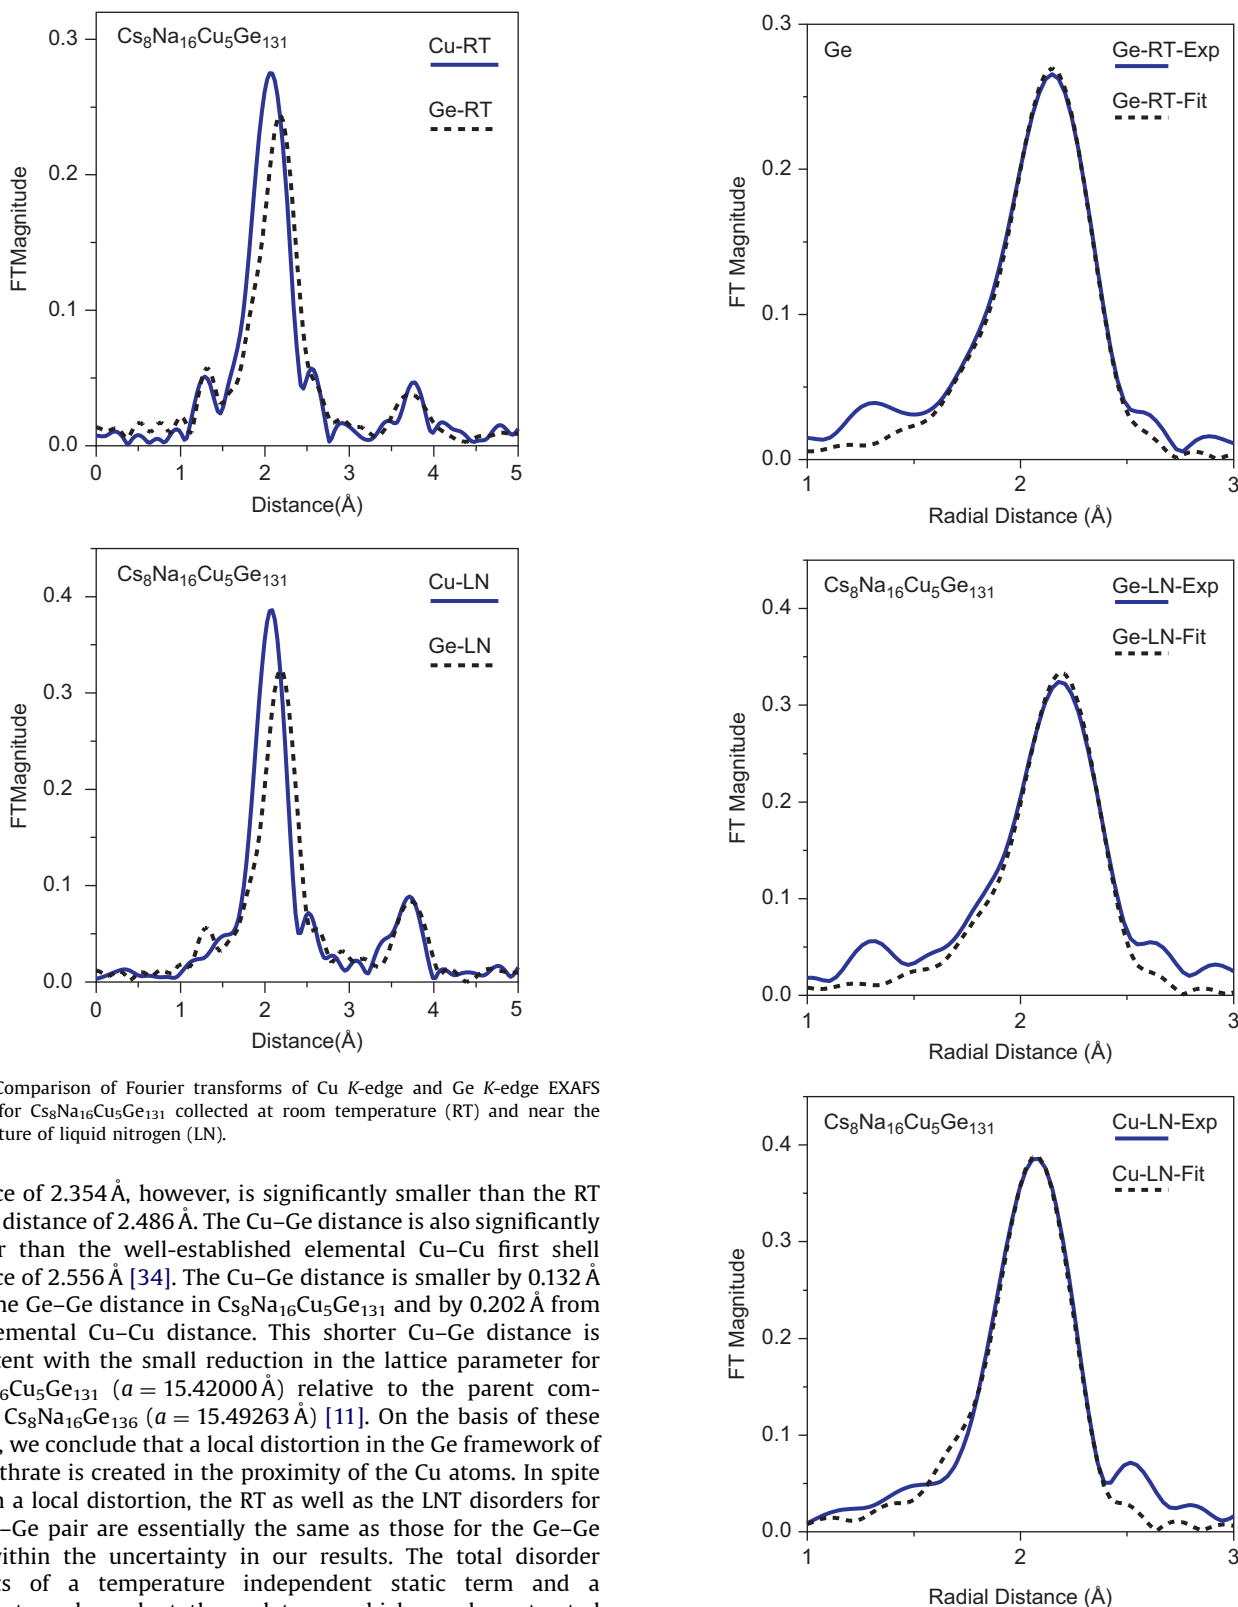 Cs8Na16Cu5Ge131
Cu-RT
Ge-RT
FTMagnitude
0.3
0.2
0.1
0.0
0 1 2 3 4 5
Distance(Å)
Cs8Na16Cu5Ge131
Cu-LN
Ge-LN
FTMagnitude
0.4
0.3
0.2
0.1
0.0
0 1 2 3 4 5
Distance(Å)
Comparison of Fourier transforms of Cu K-edge and Ge K-edge EXAFS
for Cs8Na16Cu5Ge131 collected at room temperature (RT) and near the
ture of liquid nitrogen (LN).
ce of 2.354 Å, however, is significantly smaller than the RT
distance of 2.486 Å. The Cu–Ge distance is also significantly
r than the well-established elemental Cu–Cu first shell
ce of 2.556 Å [34]. The Cu–Ge distance is smaller by 0.132 Å
he Ge–Ge distance in Cs8Na16Cu5Ge131 and by 0.202 Å from
emental Cu–Cu distance. This shorter Cu–Ge distance is
tent with the small reduction in the lattice parameter for
6Cu5Ge131 (a = 15.42000 Å) relative to the parent com-
Cs8Na16Ge136 (a = 15.49263 Å) [11]. On the basis of these
, we conclude that a local distortion in the Ge framework of
thrate is created in the proximity of the Cu atoms. In spite
n a local distortion, the RT as well as the LNT disorders for
–Ge pair are essentially the same as those for the Ge–Ge
within the uncertainty in our results. The total disorder
ts of a temperature independent static term and a
Ge
Ge-RT-Exp
Ge-RT-Fit
FT Magnitude
0.3
0.2
0.1
0.0
1 2 3
Radial Distance (Å)
Cs8Na16Cu5Ge131
Ge-LN-Exp
Ge-LN-Fit
FT Magnitude
0.4
0.3
0.2
0.1
0.0
1 2 3
Radial Distance (Å)
Cs8Na16Cu5Ge131
Cu-LN-Exp
Cu-LN-Fit
FT Magnitude
0.4
0.3
0.2
0.1
0.0
1 2 3
Radial Distance (Å)